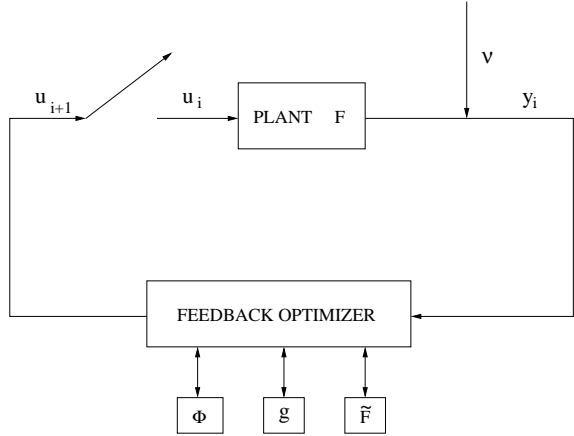 ν
u i+1
u i
PLANT F
y i
FEEDBACK OPTIMIZER
Φ
g
F̃